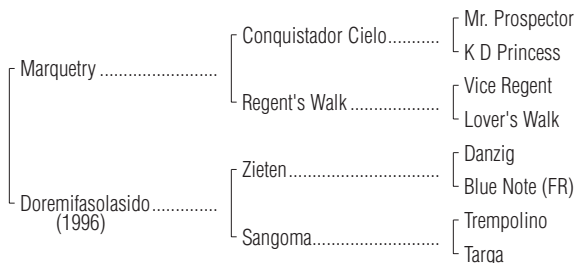 Mr. Prospector
Conquistador Cielo...........
K D Princess
Marquetry .......................
Vice Regent
Regent's Walk ...................
Lover's Walk
Danzig
Zieten................................
Blue Note (FR)
Doremifasolasido.............
(1996)
Trempolino
Sangoma...........................
Targa